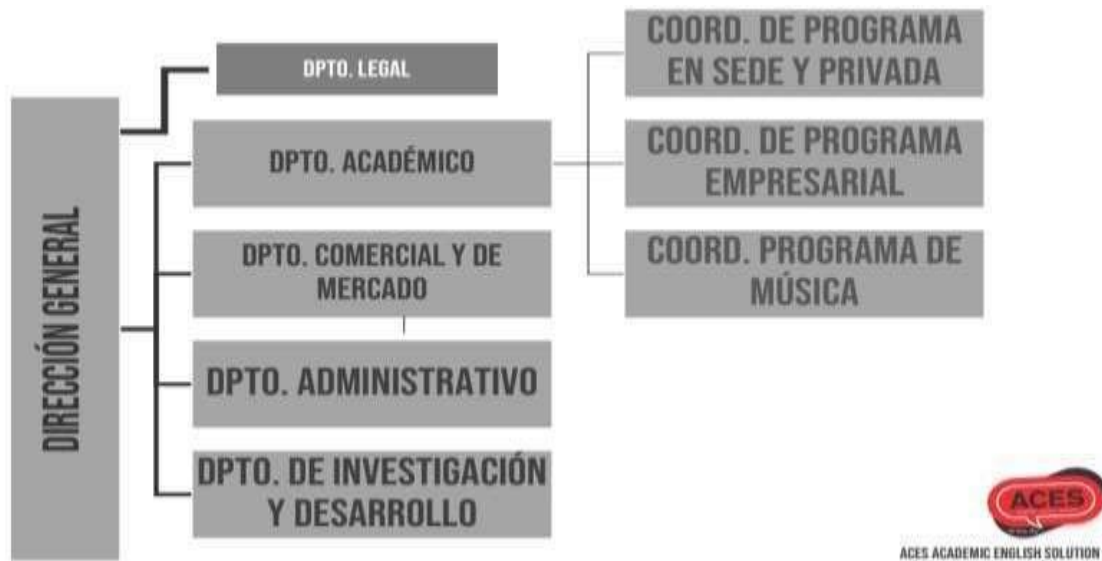 DIRECCIÓN GENERAL
DPTO. LEGAL
DPTO. ACADÉMICO
DPTO. COMERCIAL Y DE
MERCADO
DPTO. ADMINISTRATIVO
DPTO. DE INVESTIGACIÓN
Y DESARROLLO
COORD. DE PROGRAMA
EN SEDE Y PRIVADA
COORD. DE PROGRAMA
EMPRESARIAL
COORD. PROGRAMA DE
MÚSICA
ACES
ACES ACADEMIC ENGLISH SOLUTION